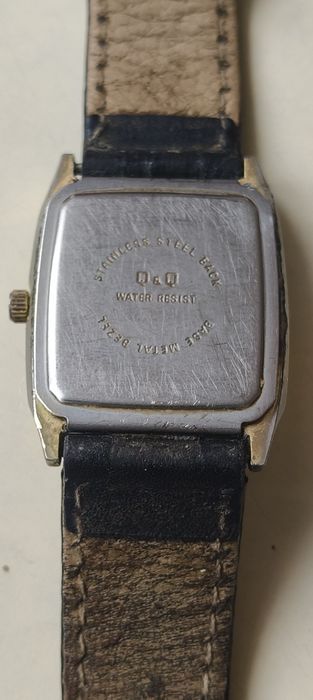 STAINLESS STEEL BACK
Q&Q
WATER RESIST
BASE METAL BEZEL